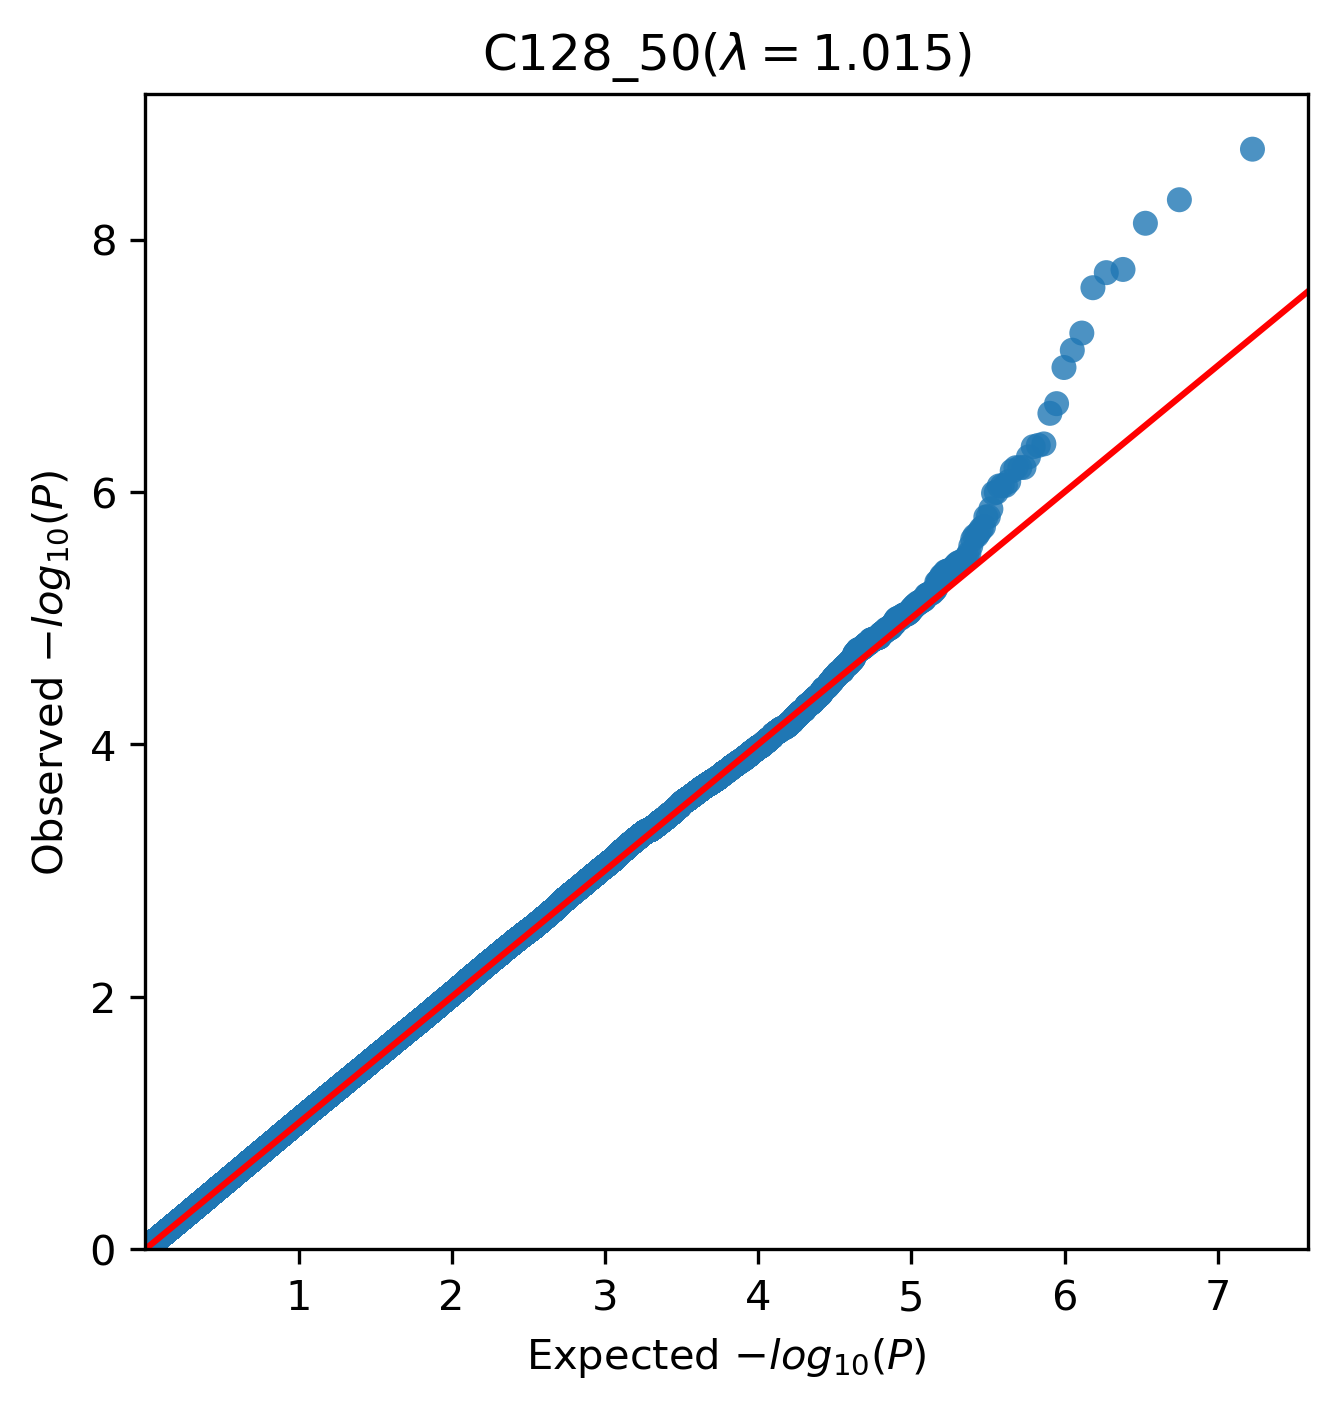 C128_50(λ = 1.015)
8
6
4
2
0
Observed −log₁₀(P)
1 2 3 4 5 6 7
Expected −log₁₀(P)